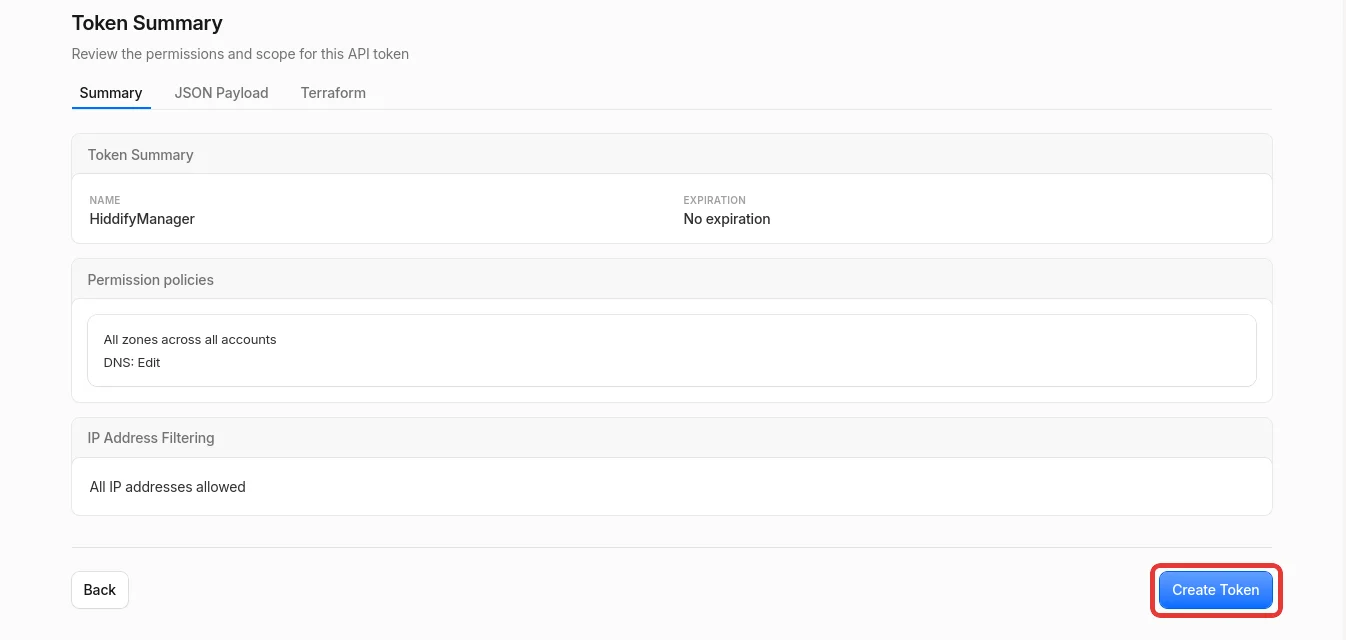 Token Summary
Review the permissions and scope for this API token
Summary JSON Payload Terraform
Token Summary
NAME EXPIRATION
HiddifyManager No expiration
Permission policies
All zones across all accounts
DNS: Edit
IP Address Filtering
All IP addresses allowed
Back Create Token